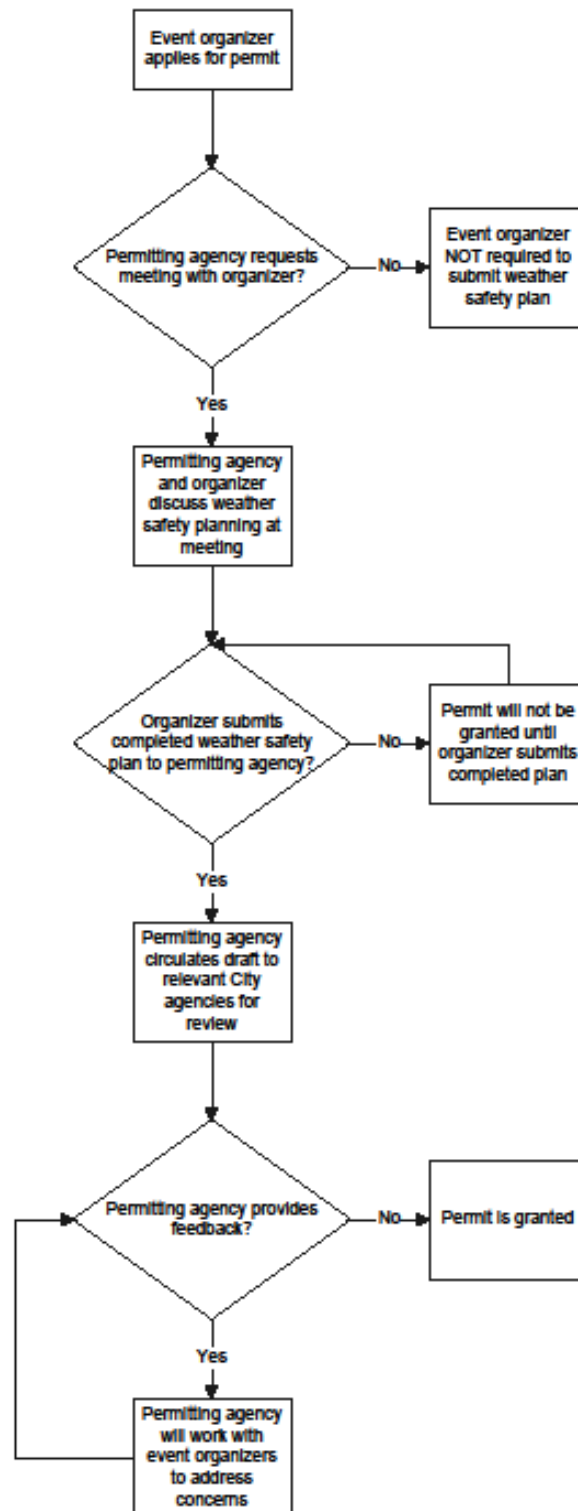 Event organizer
applies for permit
Permitting agency requests
meeting with organizer?
No
Event organizer
NOT required to
submit weather
safety plan
Yes
Permitting agency
and organizer
discuss weather
safety planning at
meeting
Organizer submits
completed weather safety
plan to permitting agency?
No
Permit will not be
granted until
organizer submits
completed plan
Yes
Permitting agency
circulates draft to
relevant City
agencies for
review
Permitting agency provides
feedback?
No
Permit is granted
Yes
Permitting agency
will work with
event organizers
to address
concerns